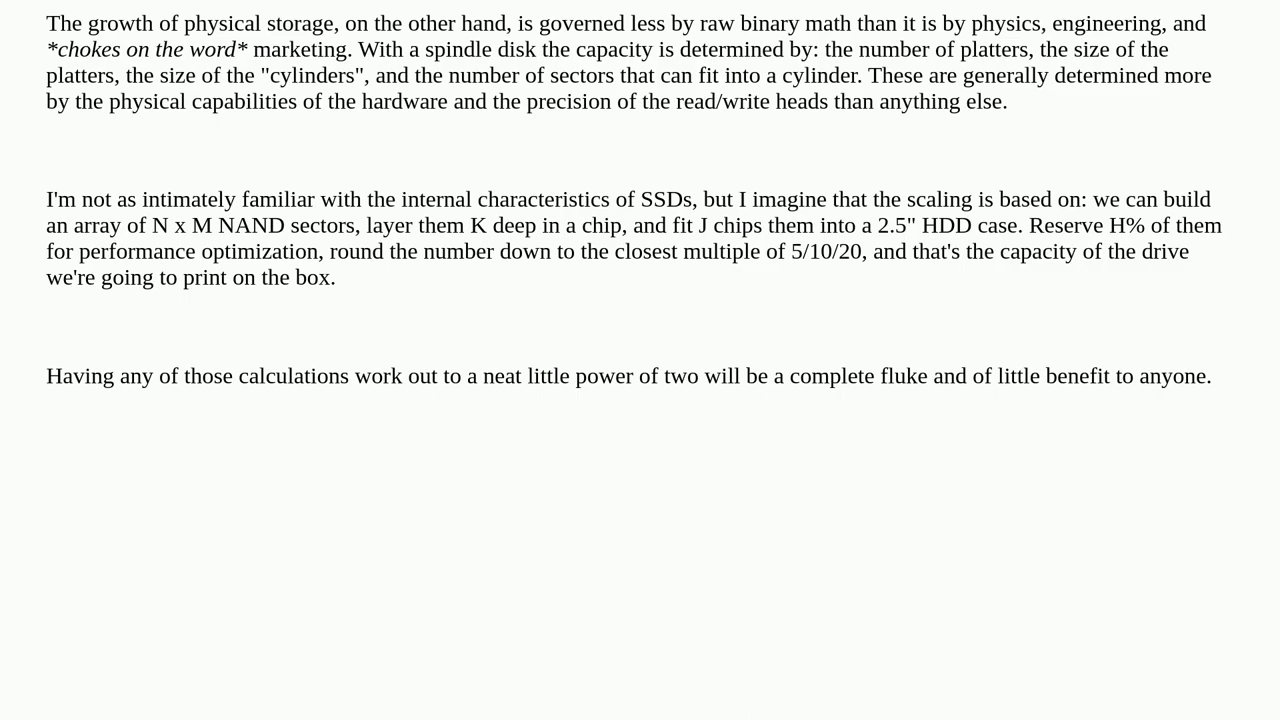 The growth of physical storage, on the other hand, is governed less by raw binary math than it is by physics, engineering, and
*chokes on the word* marketing. With a spindle disk the capacity is determined by: the number of platters, the size of the
platters, the size of the "cylinders", and the number of sectors that can fit into a cylinder. These are generally determined more
by the physical capabilities of the hardware and the precision of the read/write heads than anything else.
I'm not as intimately familiar with the internal characteristics of SSDs, but I imagine that the scaling is based on: we can build
an array of N x M NAND sectors, layer them K deep in a chip, and fit J chips them into a 2.5" HDD case. Reserve H% of them
for performance optimization, round the number down to the closest multiple of 5/10/20, and that's the capacity of the drive
we're going to print on the box.
Having any of those calculations work out to a neat little power of two will be a complete fluke and of little benefit to anyone.